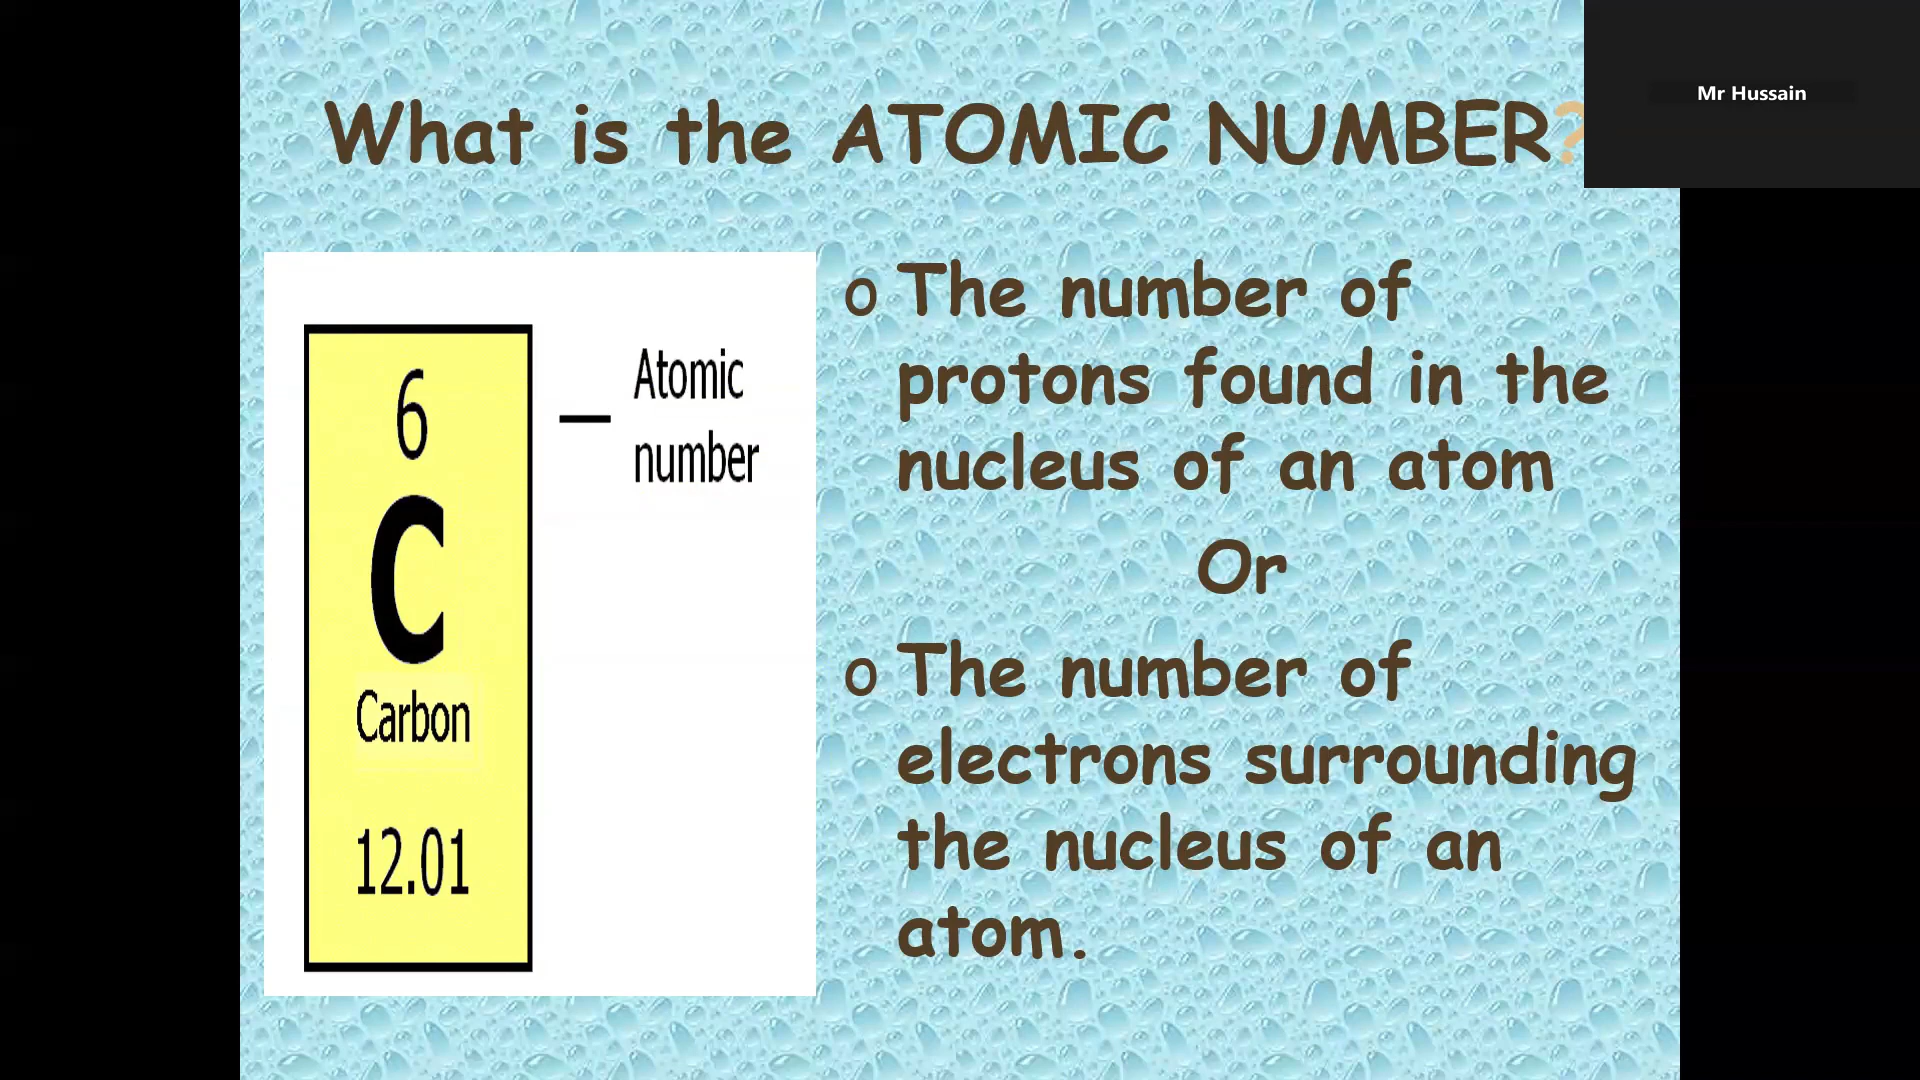 Mr Hussain
What is the ATOMIC NUMBER?
6
Atomic
number
C
Carbon
12.01
o The number of
protons found in the
nucleus of an atom
Or
o The number of
electrons surrounding
the nucleus of an
atom.